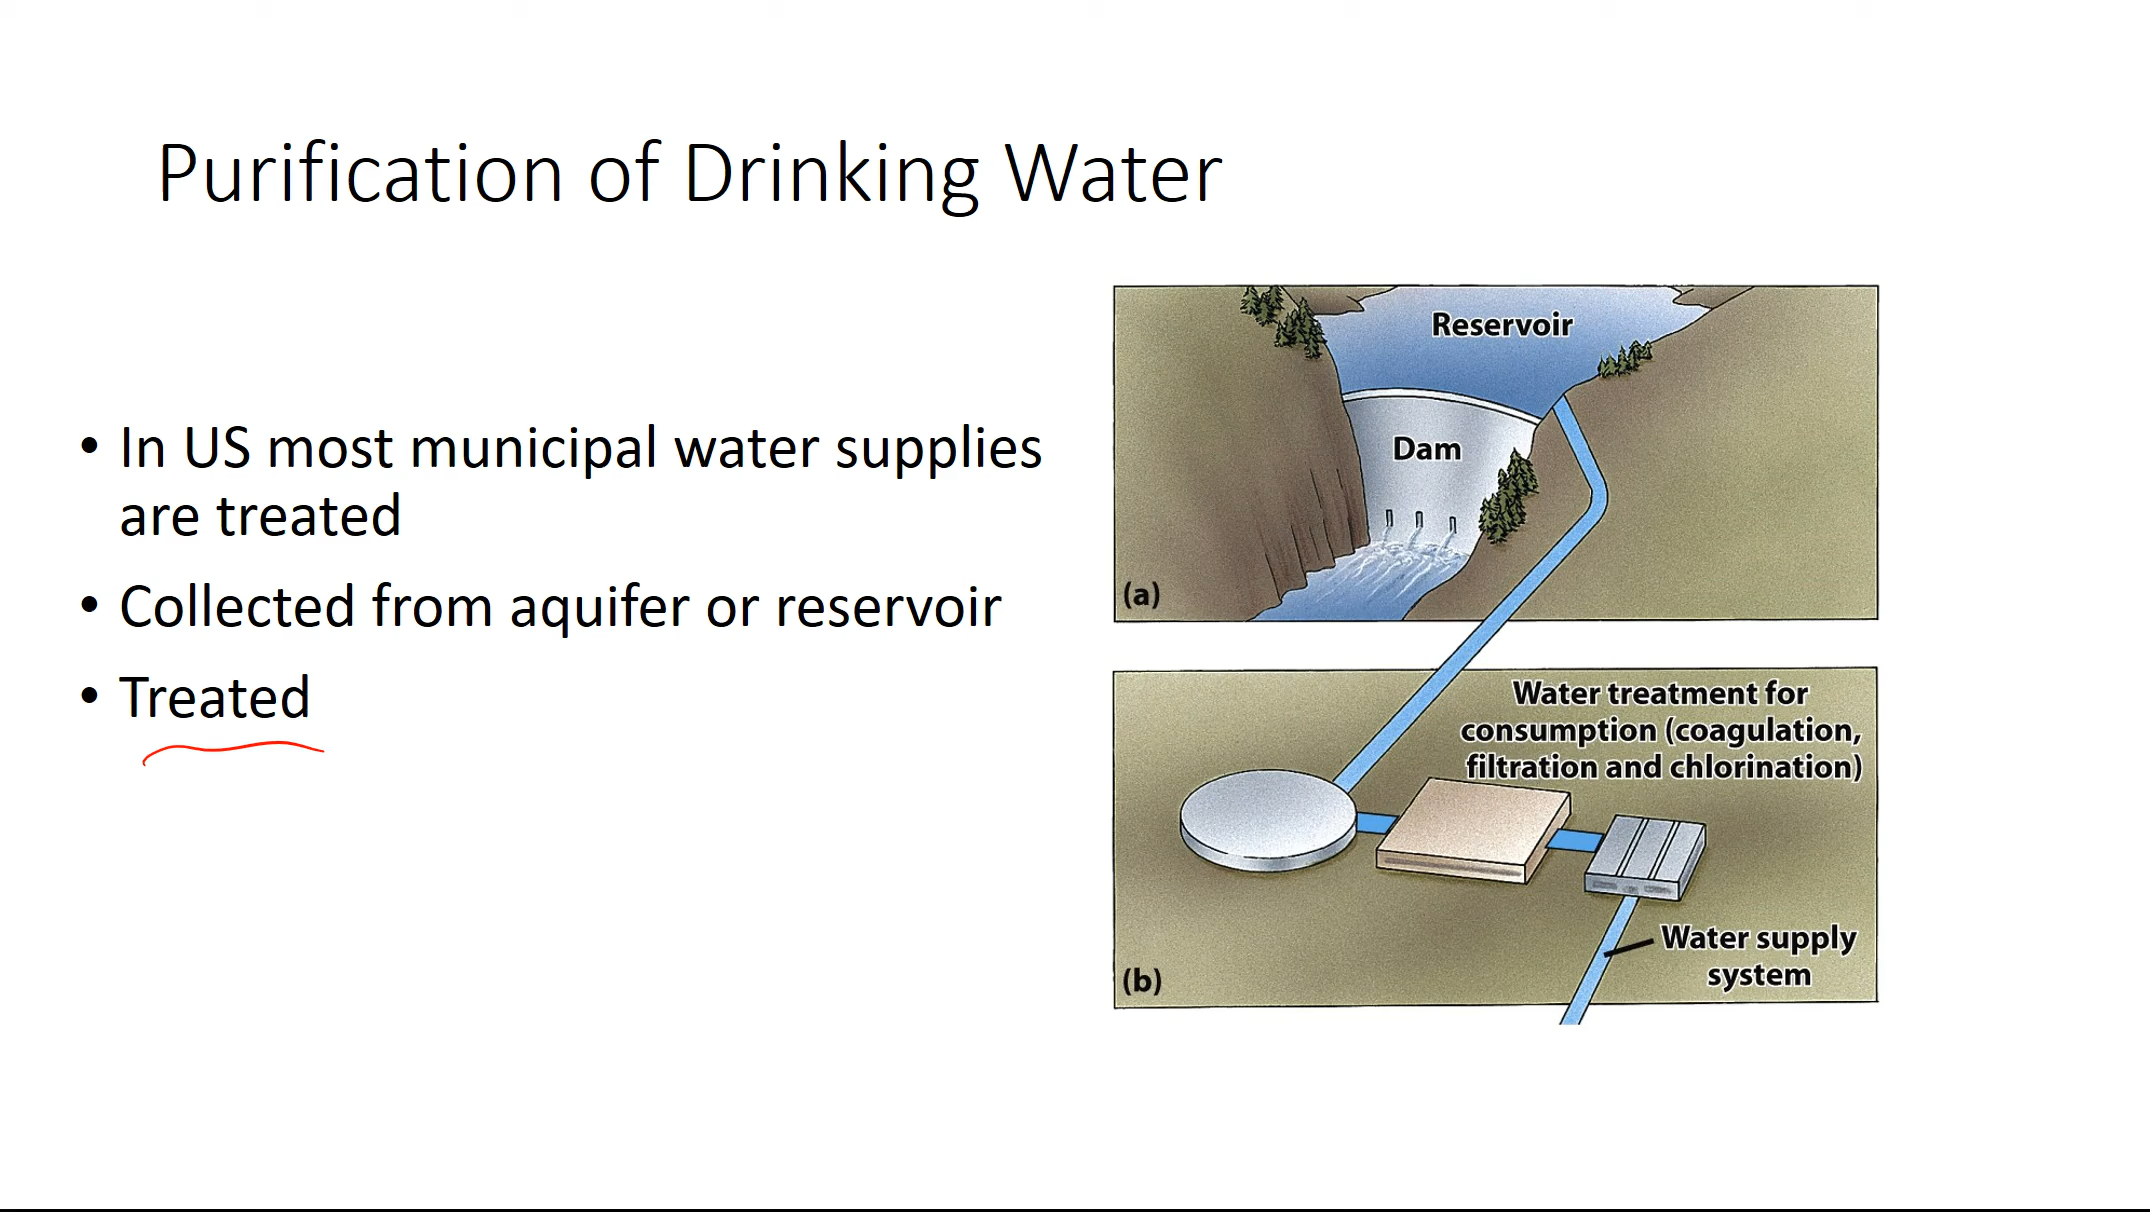 Purification of Drinking Water
• In US most municipal water supplies
are treated
• Collected from aquifer or reservoir
• Treated
Reservoir
Dam
(a)
Water treatment for
consumption (coagulation,
filtration and chlorination)
Water supply
system
(b)